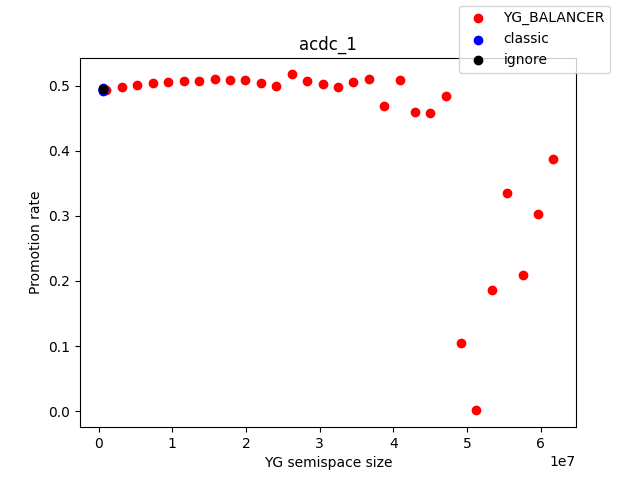 acdc_1
YG_BALANCER
classic
ignore
Promotion rate
0.5
0.4
0.3
0.2
0.1
0.0
0
1
2
3
4
5
6
1e7
YG semispace size